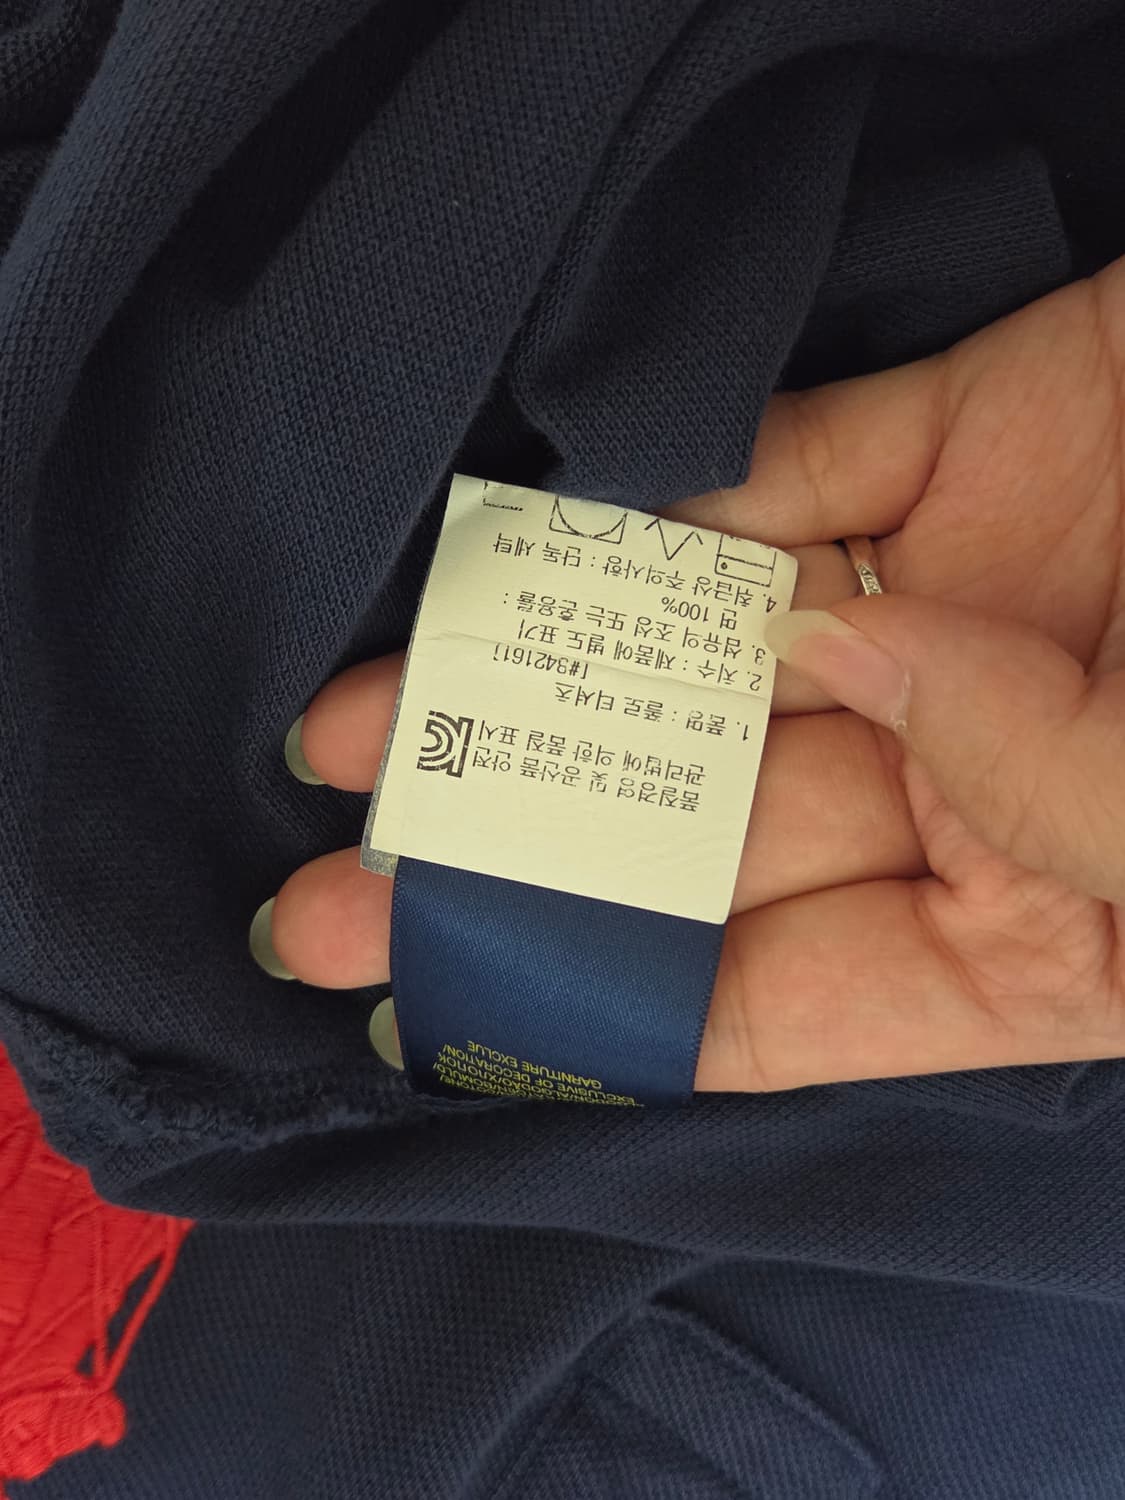 품질경영 및 공산품 안전
관리법에 의한 품질 표시
1. 품명 : 폴로 티셔츠
[#342161]
2. 치수 : 제품에 별도 표기
3. 섬유의 조성 또는 혼용률 :
면 100%
4. 취급상 주의사항 : 단독 세탁
EXCLUSIVE OF DECORATION/
GARNITURE EXCLUE